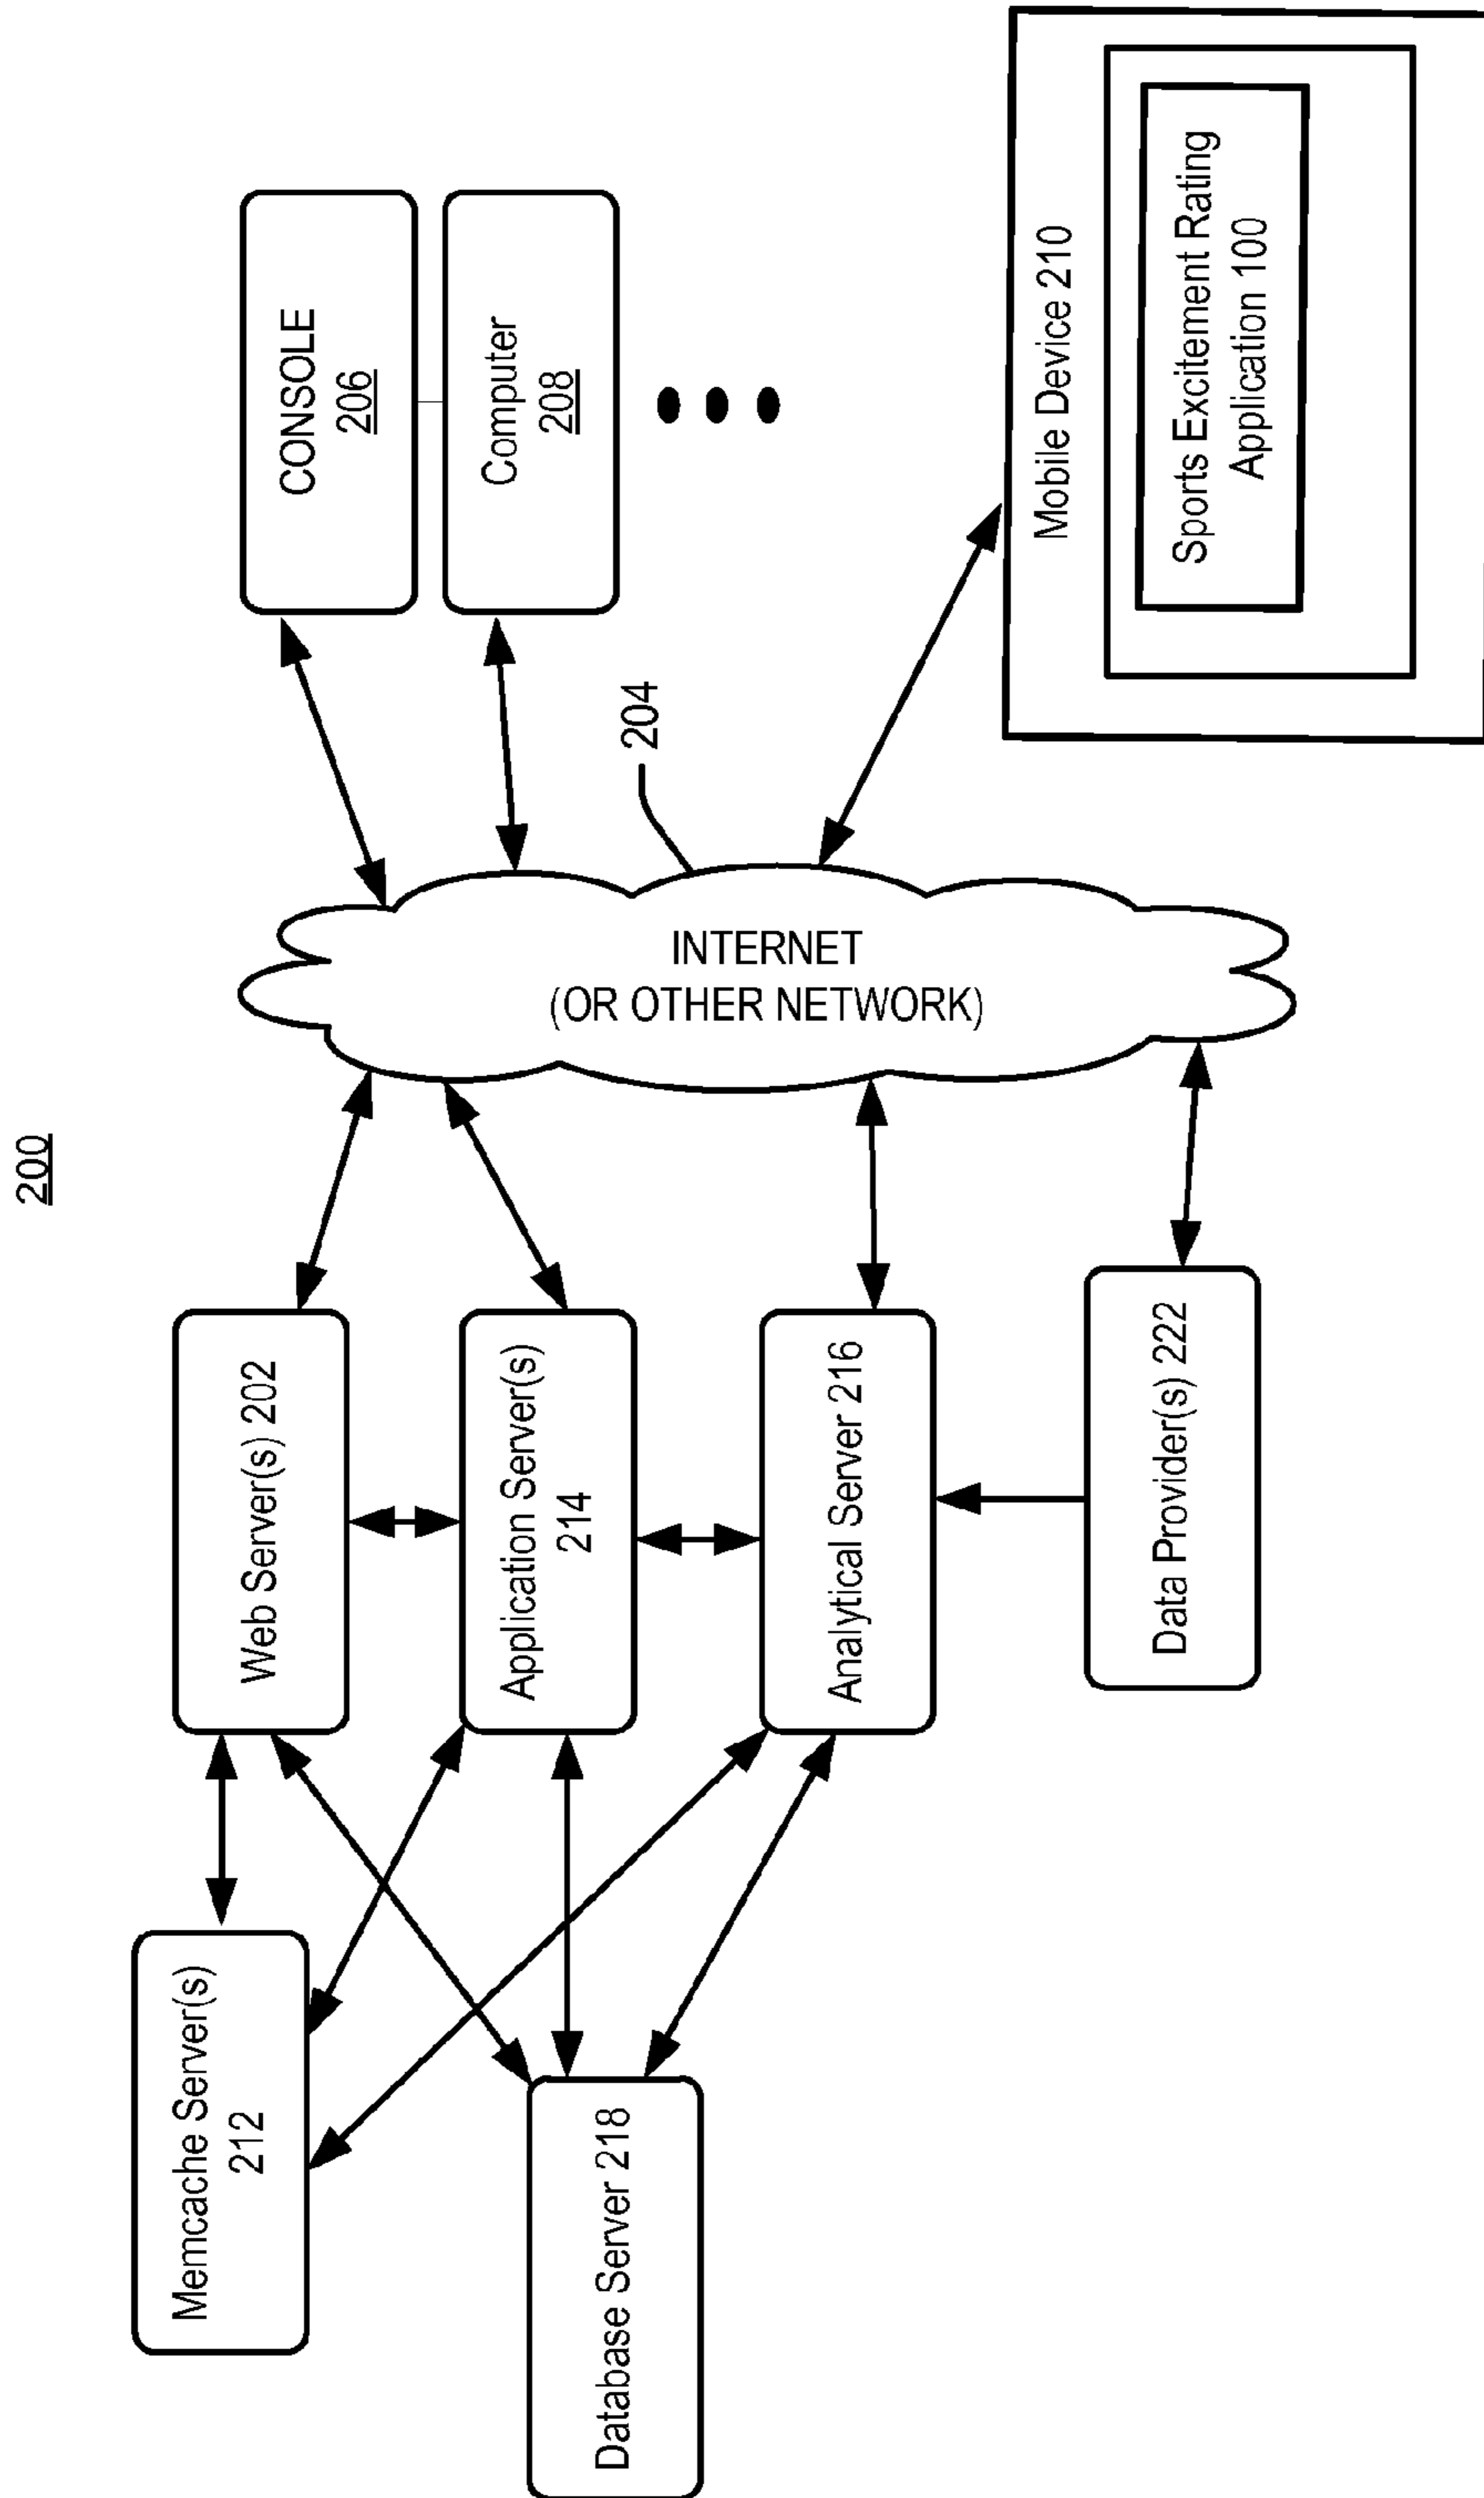 200
CONSOLE
206
Computer
208
Mobile Device 210
Sports Excitement Rating
Application 100
204
INTERNET
(OR OTHER NETWORK)
Web Server(s) 202
Application Server(s)
214
Analytical Server 216
Data Provider(s) 222
Memcache Server(s)
212
Database Server 218